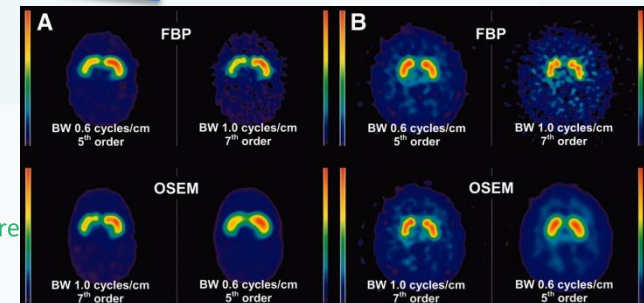 A
FBP
B
FBP
BW 0.6 cycles/cm
5th order
BW 1.0 cycles/cm
7th order
BW 0.6 cycles/cm
5th order
BW 1.0 cycles/cm
7th order
OSEM
OSEM
re
BW 1.0 cycles/cm
7th order
BW 0.6 cycles/cm
5th order
BW 1.0 cycles/cm
7th order
BW 0.6 cycles/cm
5th order